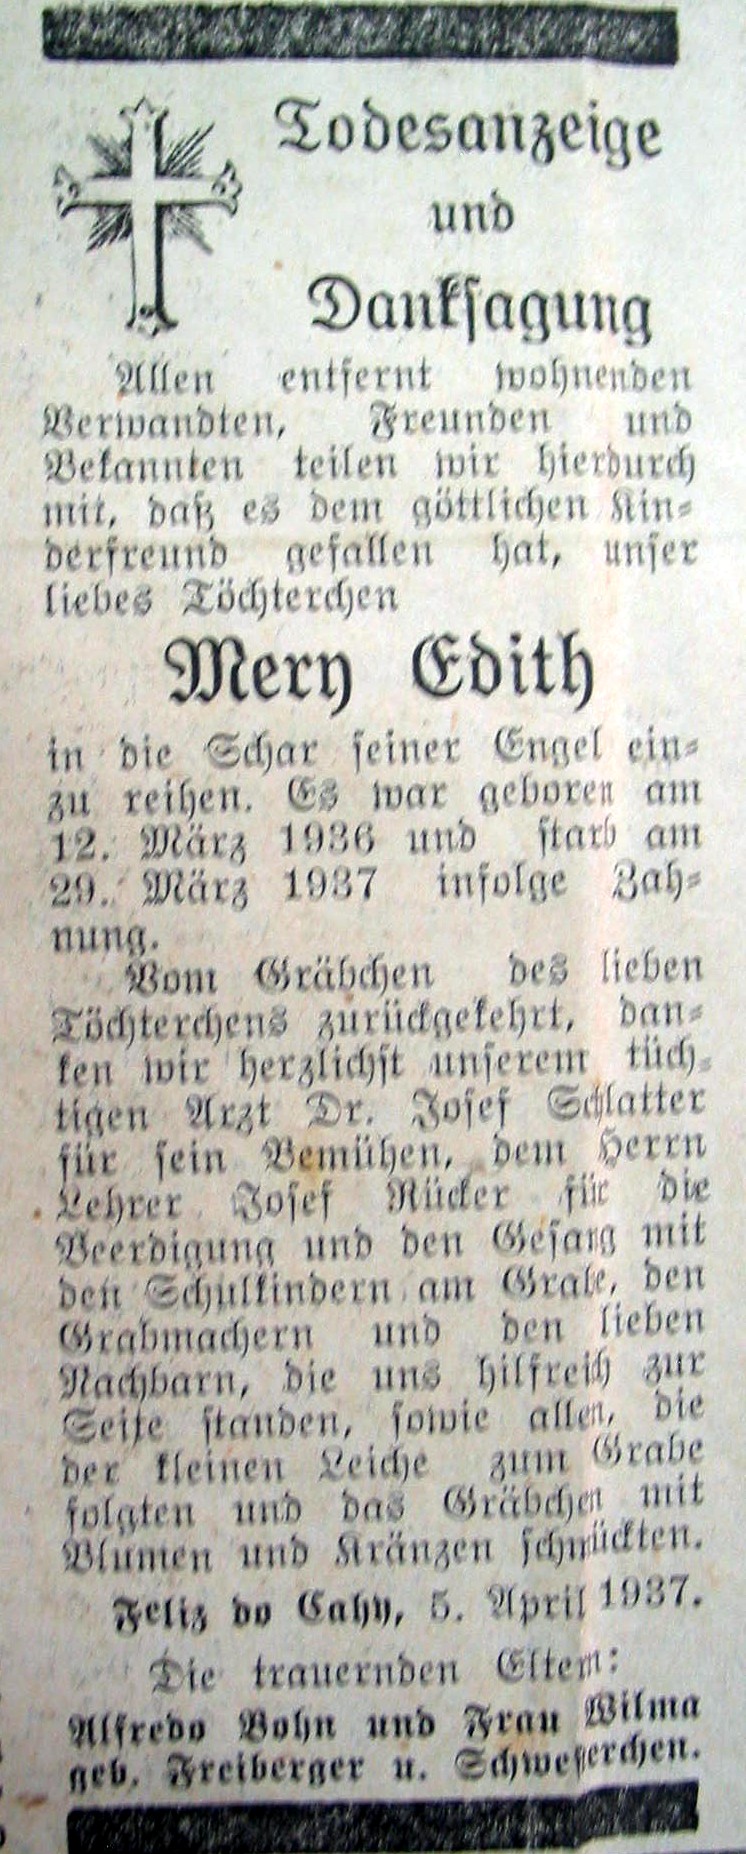 Todesanzeige
und
Danksagung
Allen entfernt wohnenden
Verwandten, Freunden und
Bekannten teilen wir hierdurch
mit, daß es dem göttlichen Kin-
derfreund gefallen hat, unser
liebes Töchterchen
Mery Edith
in die Schar seiner Engel ein-
zu reihen. Es war geboren am
12. März 1936 und starb am
29. März 1937 infolge Zah-
nung.
Vom Gräbchen des lieben
Töchterchens zurückgekehrt, dan-
ken wir herzlichst unserem tüch-
tigen Arzt Dr. Josef Schlatter
für sein Bemühen, dem Herrn
Lehrer Josef Rücker für die
Beerdigung und den Gesang mit
den Schulkindern am Grabe, den
Grabmachern und den lieben
Nachbarn, die uns hilfreich zur
Seite standen, sowie allen, die
der kleinen Leiche zum Grabe
folgten und das Gräbchen mit
Blumen und Kränzen schmückten.
Feliz do Cahy, 5. April 1937.
Die trauernden Eltern:
Alfredo Bohn und Frau Wilma
geb. Freiberger u. Schwesterchen.